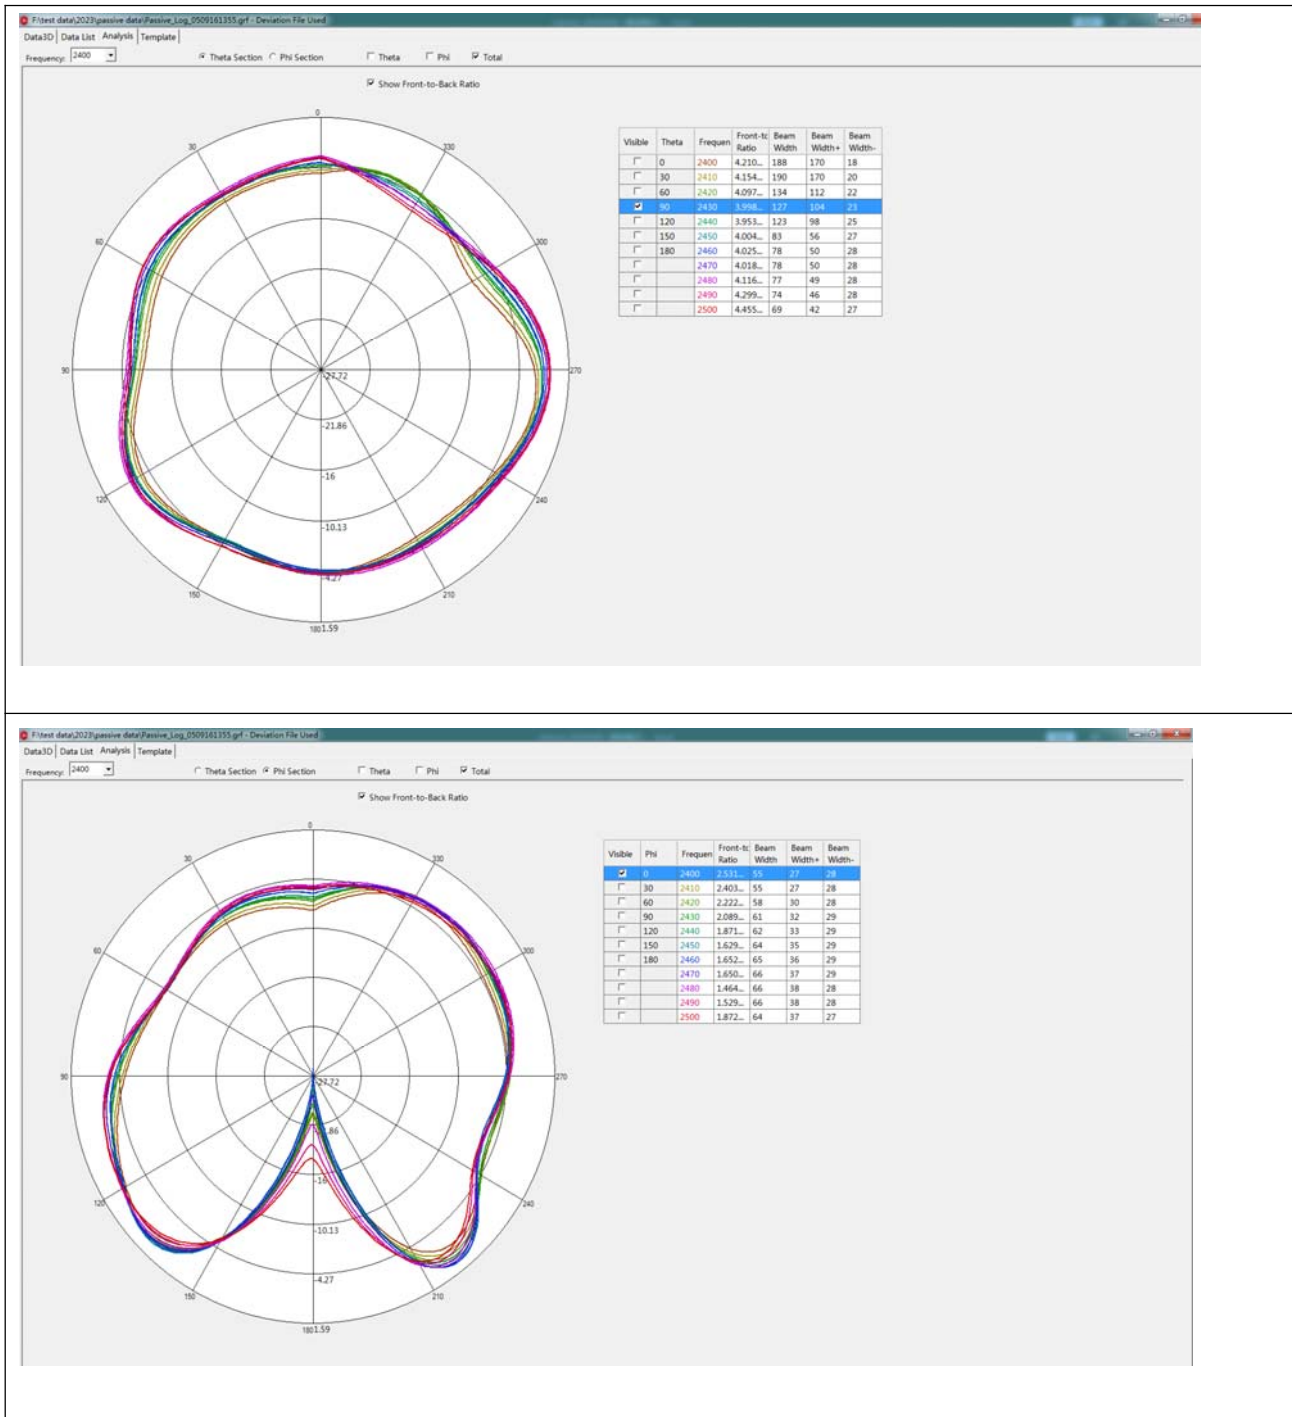 F:\test data\2023\passive data\Passive_Log_0509161355.grf - Deviation File Used
Data3D Data List Analysis Template
Frequency: 2400 Theta Section Phi Section Theta Phi Total
Show Front-to-Back Ratio
0
30 330
60 300
90 270
120 240
150 210
180 1.59
-27.72
-21.86
-16
-10.13
-4.27
Visible Theta Frequen Front-tc Ratio Beam Width Beam Width+ Beam Width-
0 2400 4.210... 188 170 18
30 2410 4.154... 190 170 20
60 2420 4.097... 134 112 22
90 2430 3.998... 127 104 23
120 2440 3.953... 123 98 25
150 2450 4.004... 83 56 27
180 2460 4.025... 78 50 28
2470 4.018... 78 50 28
2480 4.116... 77 49 28
2490 4.299... 74 46 28
2500 4.455... 69 42 27
F:\test data\2023\passive data\Passive_Log_0509161355.grf - Deviation File Used
Data3D Data List Analysis Template
Frequency: 2400 Theta Section Phi Section Theta Phi Total
Show Front-to-Back Ratio
0
30 330
60 300
90 270
120 240
150 210
180 1.59
-27.72
.86
-16
-10.13
-4.27
Visible Phi Frequen Front-tc Ratio Beam Width Beam Width+ Beam Width-
0 2400 2.531... 55 27 28
30 2410 2.403... 55 27 28
60 2420 2.222... 58 30 28
90 2430 2.089... 61 32 29
120 2440 1.871... 62 33 29
150 2450 1.629... 64 35 29
180 2460 1.652... 65 36 29
2470 1.650... 66 37 29
2480 1.464... 66 38 28
2490 1.529... 66 38 28
2500 1.872... 64 37 27